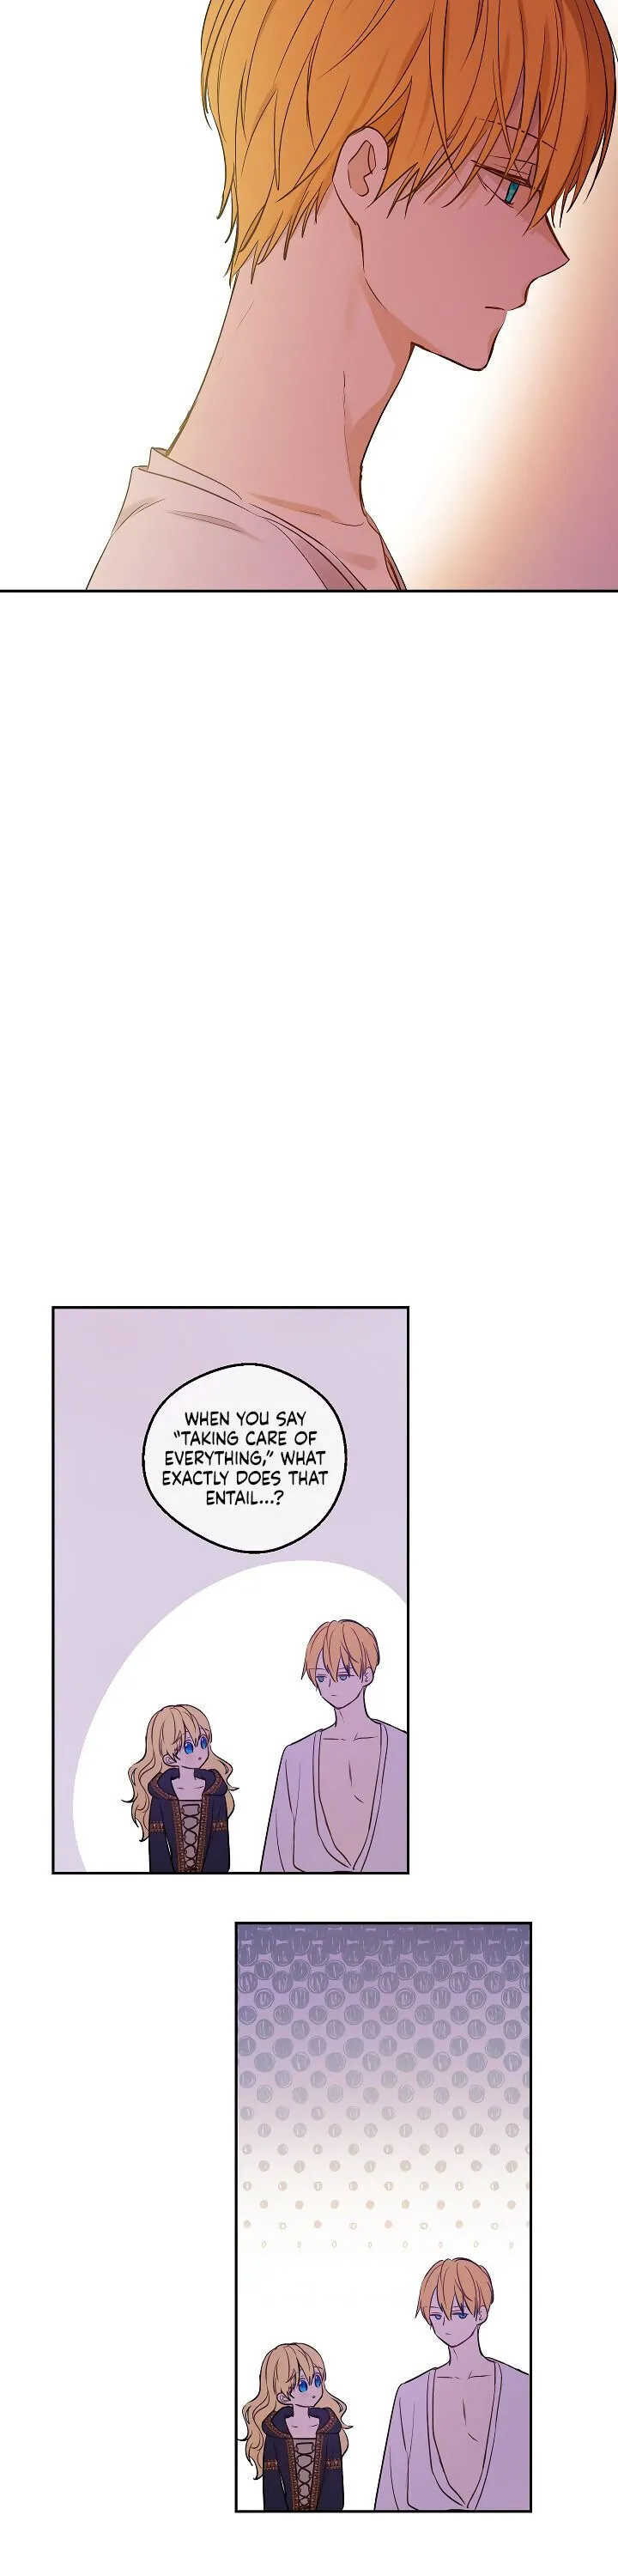 WHEN YOU SAY
“TAKING CARE OF
EVERYTHING,” WHAT
EXACTLY DOES THAT
ENTAIL...?